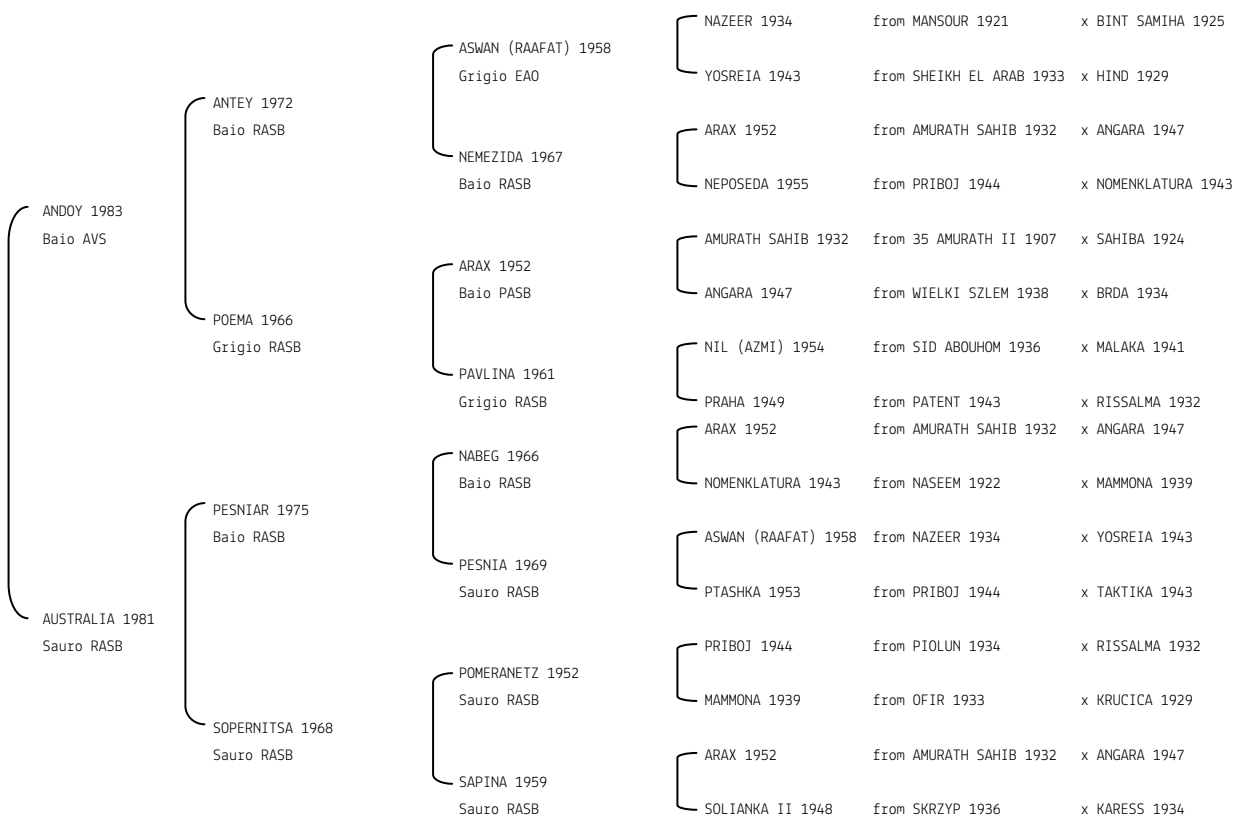 NAZEER 1934 from MANSOUR 1921 x BINT SAMIHA 1925
ASWAN (RAAFAT) 1958
Grigio EAO
YOSREIA 1943 from SHEIKH EL ARAB 1933 x HIND 1929
ANTEY 1972
Baio RASB
ARAX 1952 from AMURATH SAHIB 1932 x ANGARA 1947
NEMEZIDA 1967
Baio RASB
NEPOSEDA 1955 from PRIBOJ 1944 x NOMENKLATURA 1943
ANDOY 1983
Baio AVS
AMURATH SAHIB 1932 from 35 AMURATH II 1907 x SAHIBA 1924
ARAX 1952
Baio PASB
ANGARA 1947 from WIELKI SZLEM 1938 x BRDA 1934
POEMA 1966
Grigio RASB
NIL (AZMI) 1954 from SID ABOUHOM 1936 x MALAKA 1941
PAVLINA 1961
Grigio RASB
PRAHA 1949 from PATENT 1943 x RISSALMA 1932
ARAX 1952 from AMURATH SAHIB 1932 x ANGARA 1947
NABEG 1966
Baio RASB
NOMENKLATURA 1943 from NASEEM 1922 x MAMMONA 1939
PESNIAR 1975
Baio RASB
ASWAN (RAAFAT) 1958 from NAZEER 1934 x YOSREIA 1943
PESNIA 1969
Sauro RASB
PTASHKA 1953 from PRIBOJ 1944 x TAKTIKA 1943
AUSTRALIA 1981
Sauro RASB
PRIBOJ 1944 from PIOLUN 1934 x RISSALMA 1932
POMERANETZ 1952
Sauro RASB
MAMMONA 1939 from OFIR 1933 x KRUCICA 1929
SOPERNITSA 1968
Sauro RASB
ARAX 1952 from AMURATH SAHIB 1932 x ANGARA 1947
SAPINA 1959
Sauro RASB
SOLIANKA II 1948 from SKRZYP 1936 x KARESS 1934